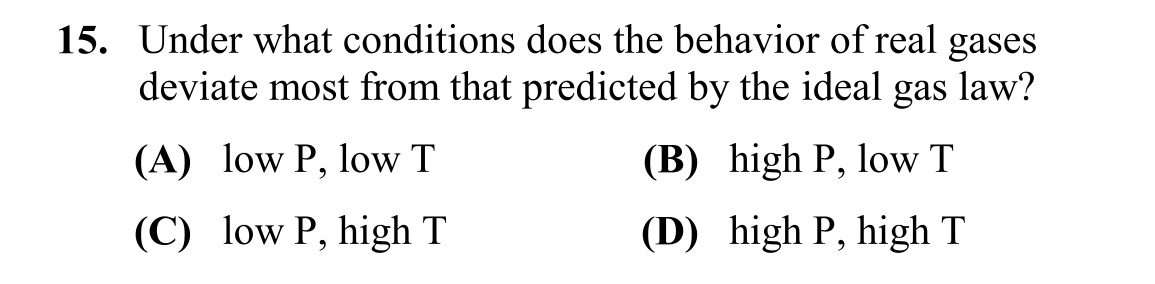 15. Under what conditions does the behavior of real gases
deviate most from that predicted by the ideal gas law?
(A) low P, low T (B) high P, low T
(C) low P, high T (D) high P, high T